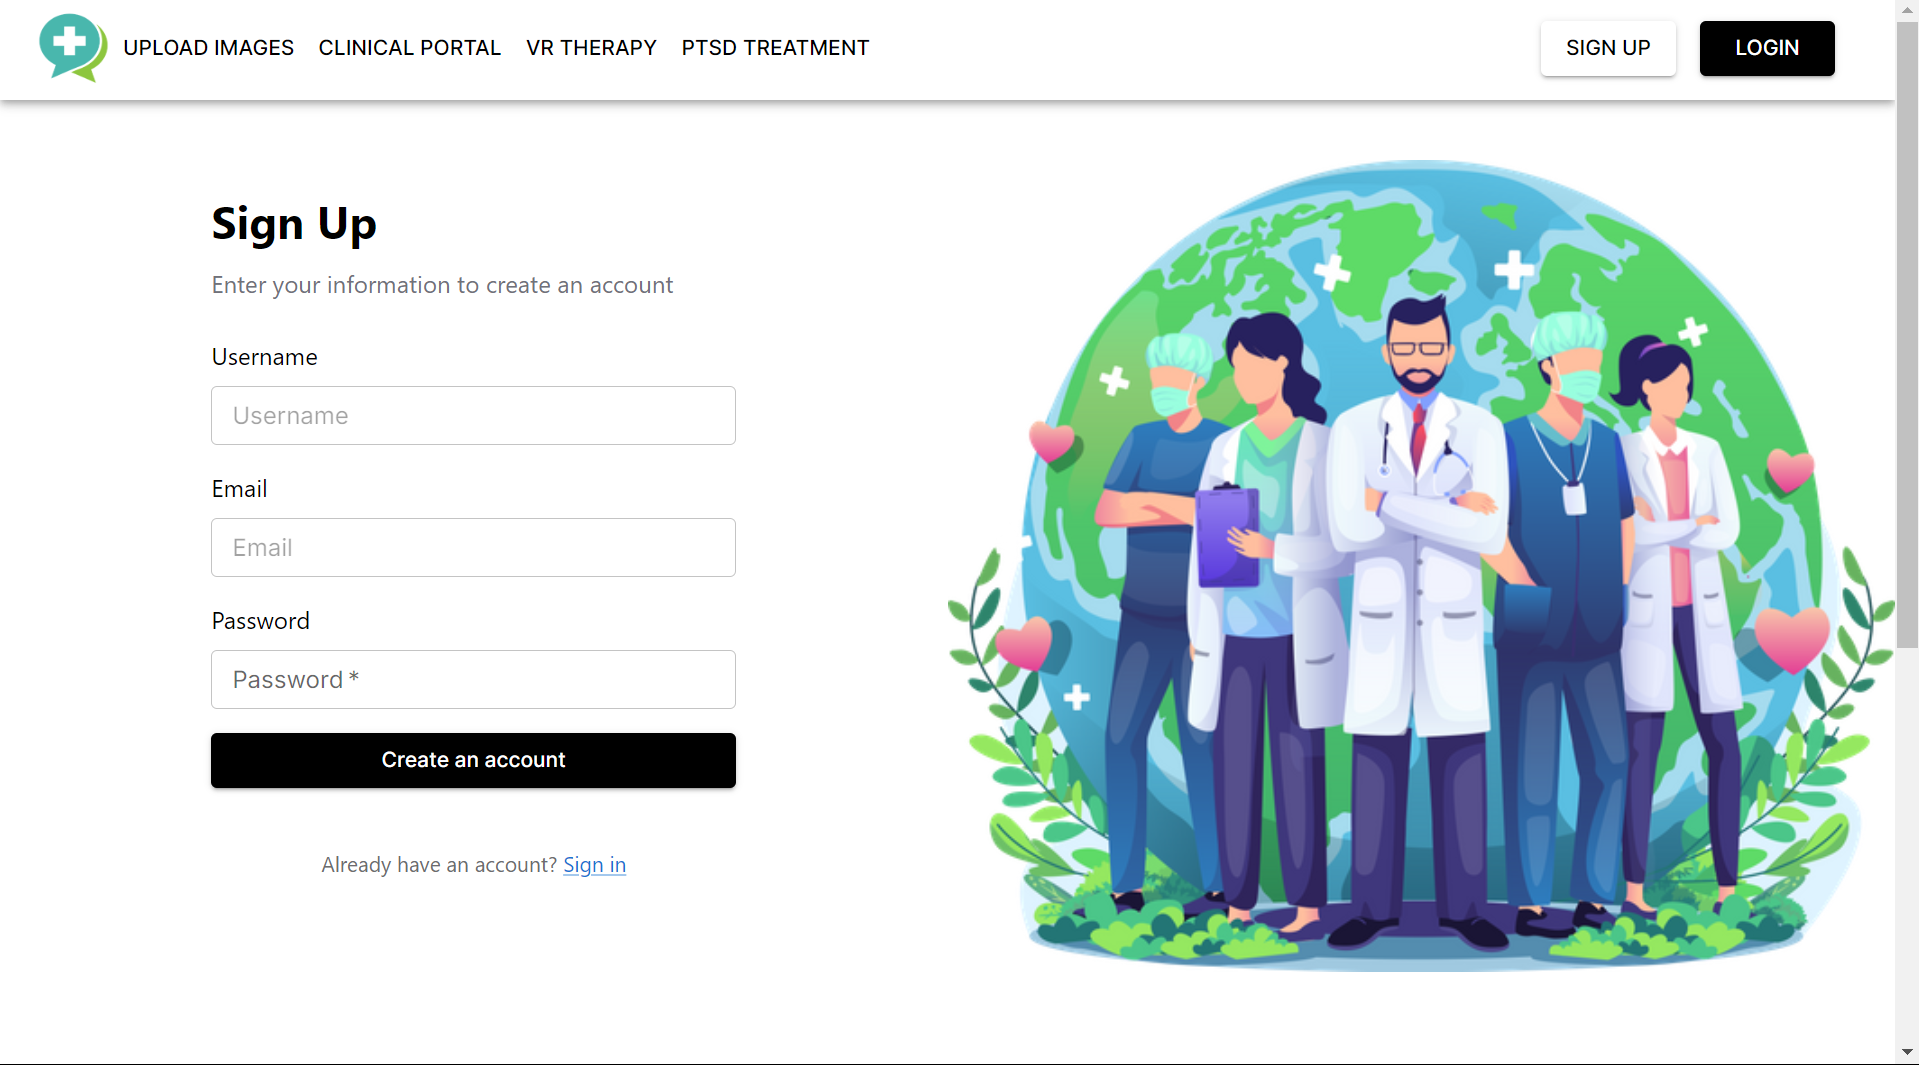 UPLOAD IMAGES CLINICAL PORTAL VR THERAPY PTSD TREATMENT SIGN UP LOGIN
Sign Up
Enter your information to create an account
Username
Username
Email
Email
Password
Password *
Create an account
Already have an account? Sign in